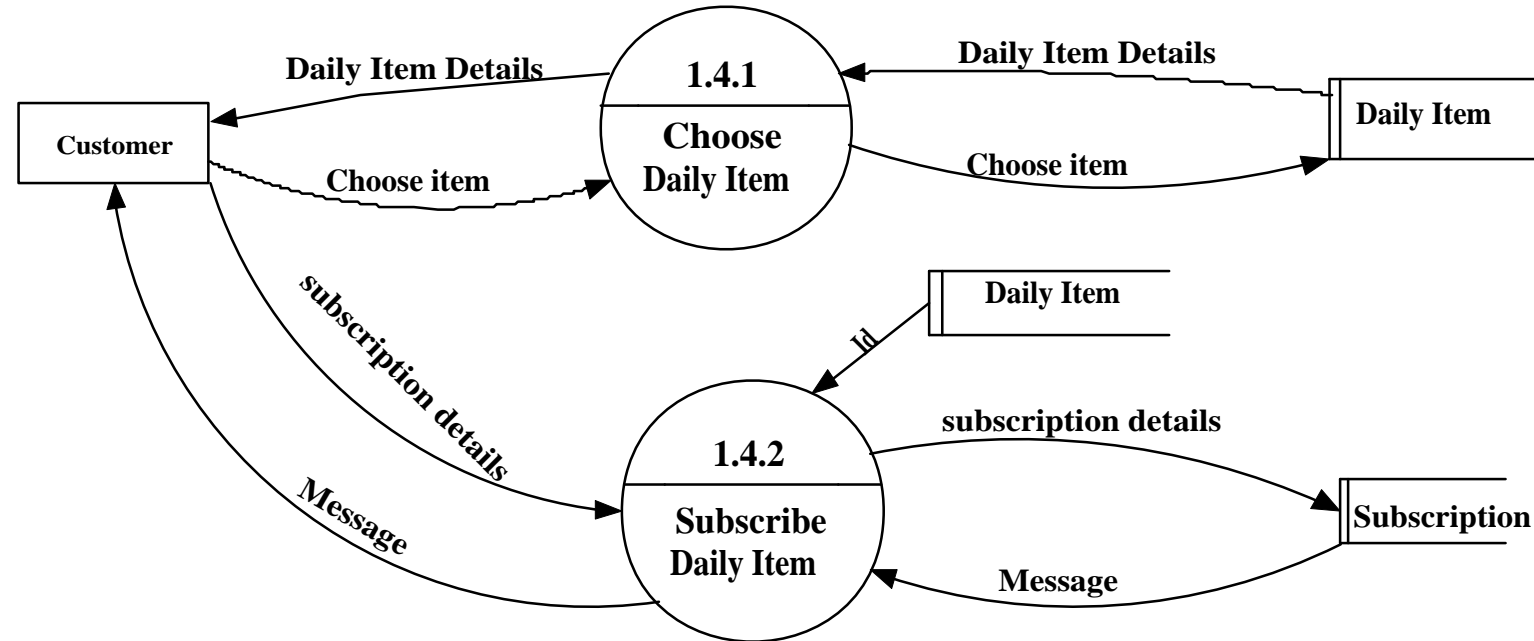 Daily Item Details
1.4.1
Daily Item Details
Customer
Choose
Daily Item
Daily Item
Choose item
Choose item
subscription details
Daily Item
Id
1.4.2
subscription details
Message
Subscribe
Daily Item
Subscription
Message